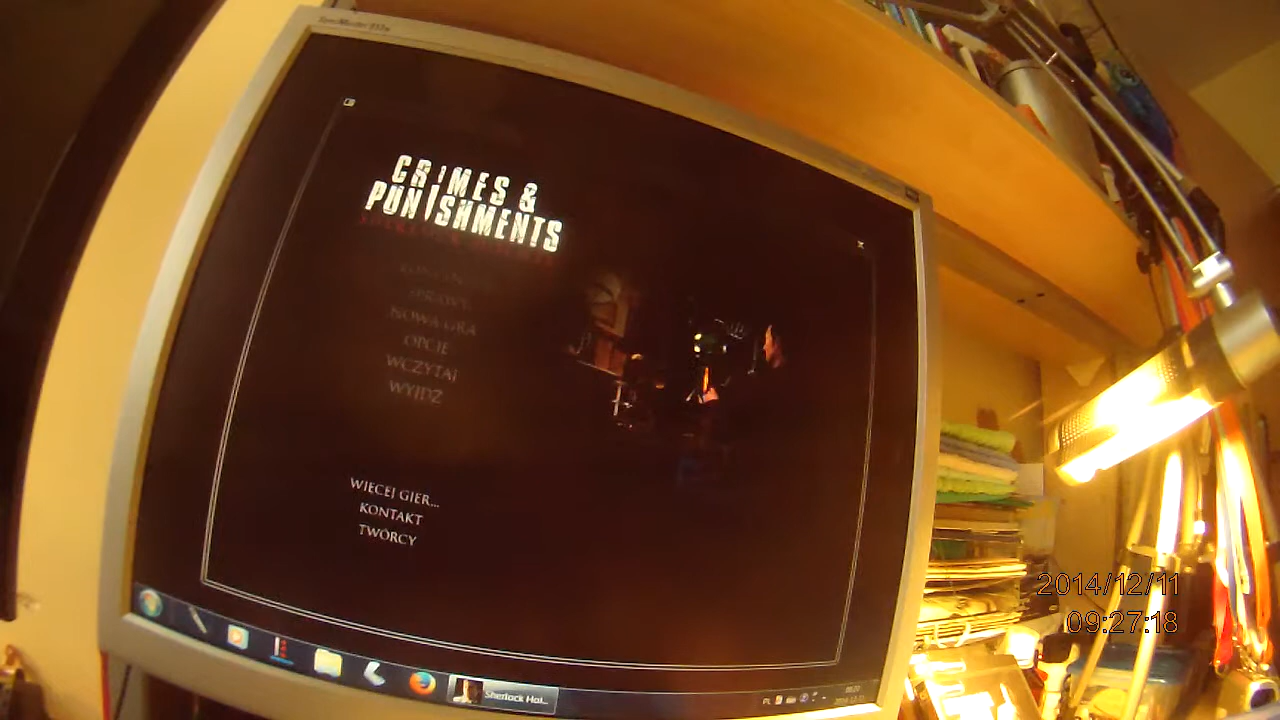 CRIMES &
PUNISHMENTS
SPRAWY
NOWA GRA
OPCJE
WCZYTAJ
WYJDŹ
WIĘCEJ GIER...
KONTAKT
TWÓRCY
Sherlock Hol...
PL
2014/12/11
09:27:18